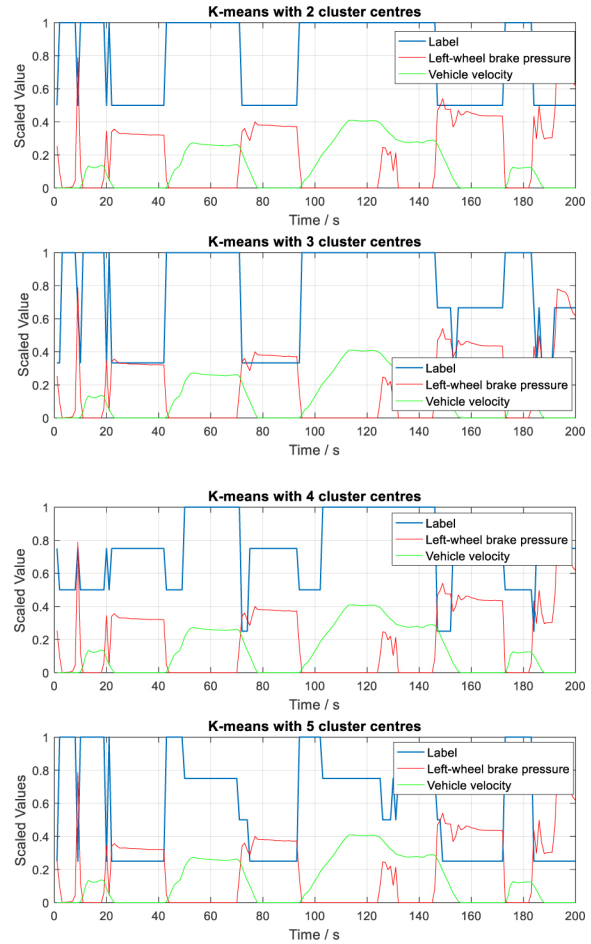 K-means with 2 cluster centres
1
0.8
0.6
0.4
0.2
0
Scaled Value
Label
Left-wheel brake pressure
Vehicle velocity
0 20 40 60 80 100 120 140 160 180 200
Time / s
K-means with 3 cluster centres
1
0.8
0.6
0.4
0.2
0
Scaled Value
Label
Left-wheel brake pressure
Vehicle velocity
0 20 40 60 80 100 120 140 160 180 200
Time / s
K-means with 4 cluster centres
1
0.8
0.6
0.4
0.2
0
Scaled Value
Label
Left-wheel brake pressure
Vehicle velocity
0 20 40 60 80 100 120 140 160 180 200
Time / s
K-means with 5 cluster centres
1
0.8
0.6
0.4
0.2
0
Scaled Values
Label
Left-wheel brake pressure
Vehicle velocity
0 20 40 60 80 100 120 140 160 180 200
Time / s